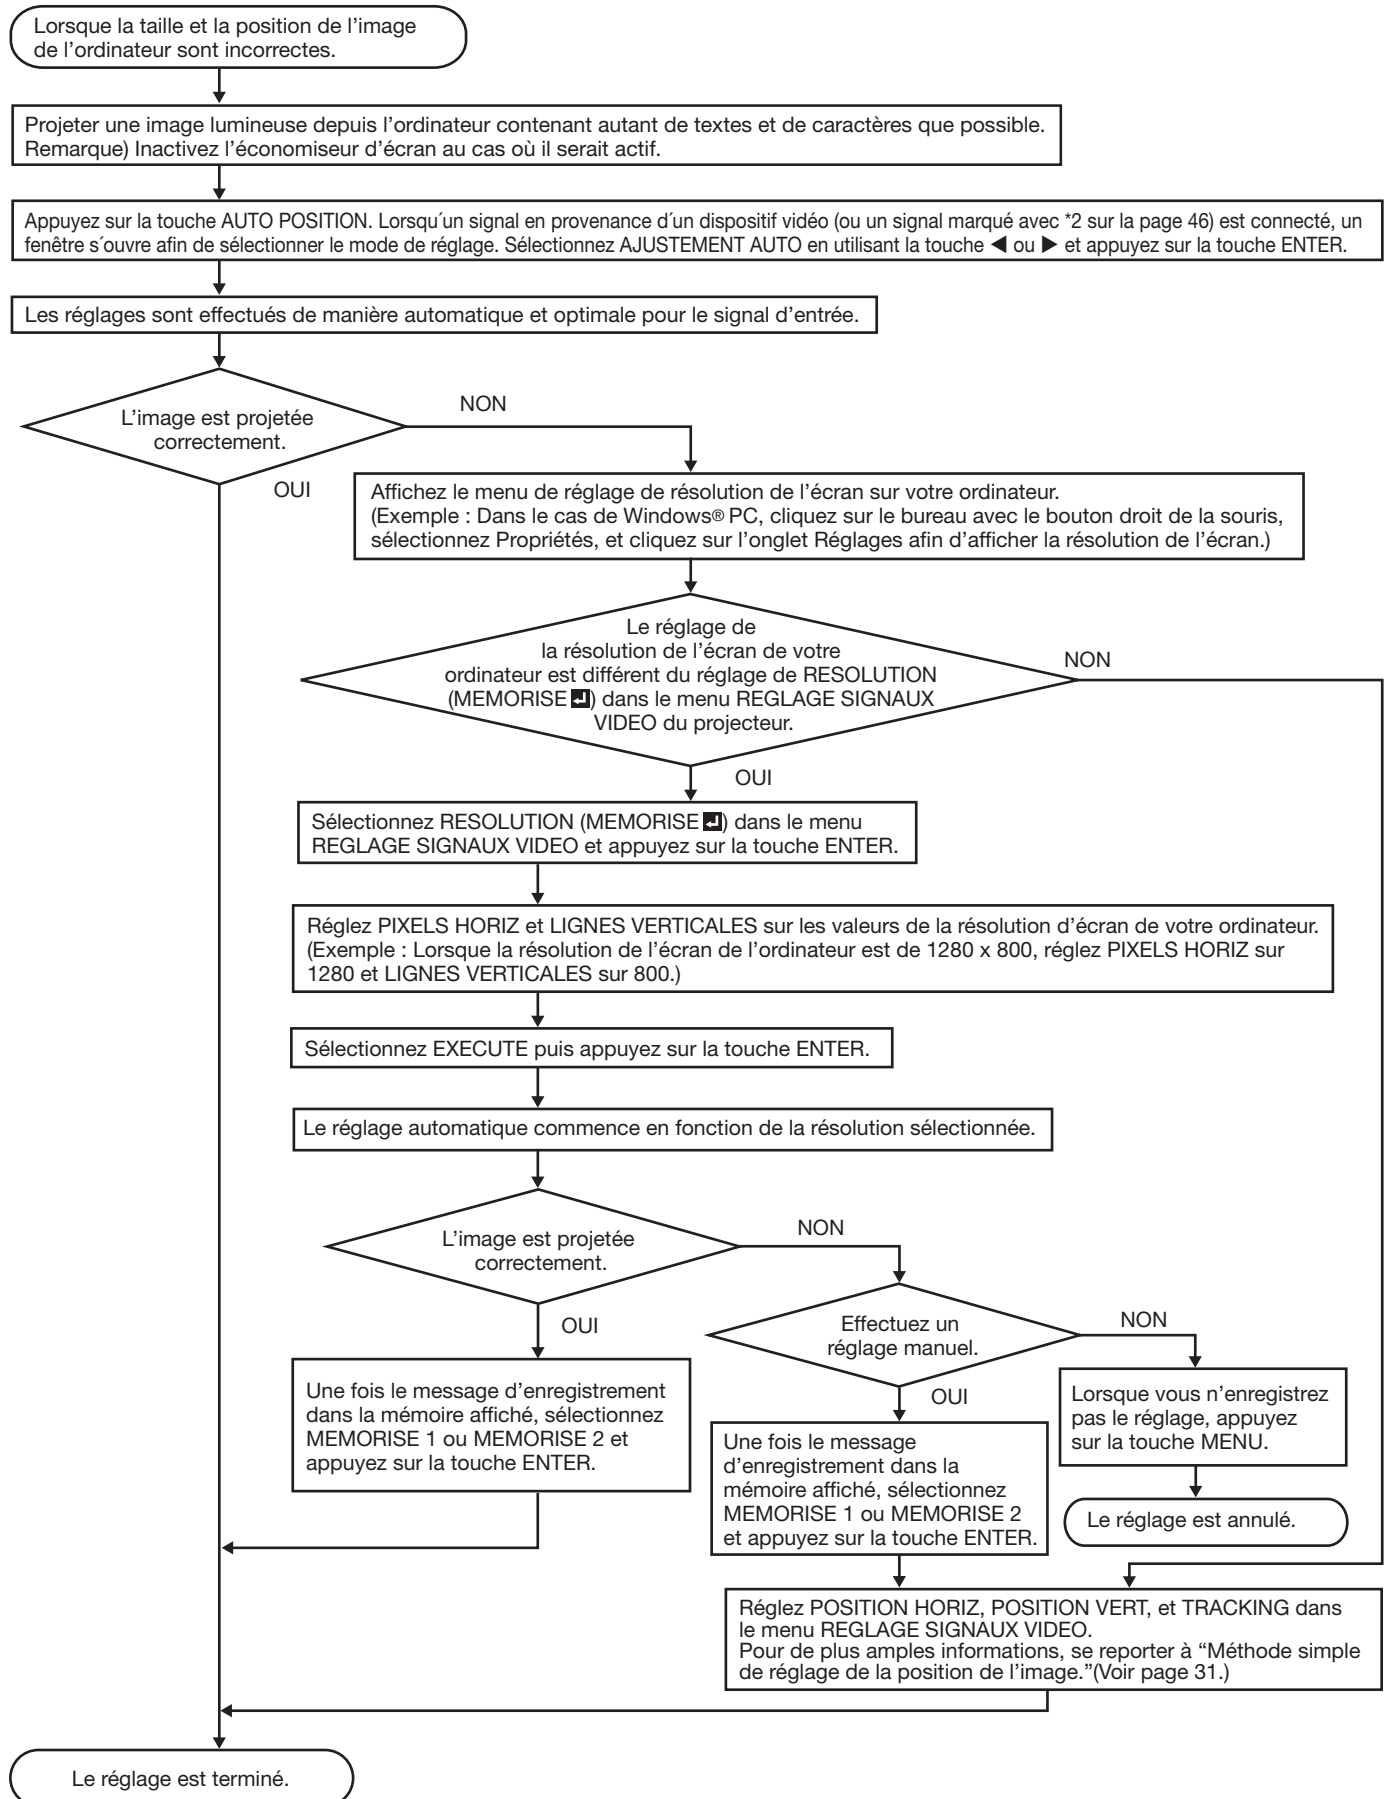 Lorsque la taille et la position de l’image
de l’ordinateur sont incorrectes.
Projeter une image lumineuse depuis l’ordinateur contenant autant de textes et de caractères que possible.
Remarque) Inactivez l’économiseur d’écran au cas où il serait actif.
Appuyez sur la touche AUTO POSITION. Lorsqu´un signal en provenance d´un dispositif vidéo (ou un signal marqué avec *2 sur la page 46) est connecté, un
fenêtre s´ouvre afin de sélectionner le mode de réglage. Sélectionnez AJUSTEMENT AUTO en utilisant la touche ◀ ou ▶ et appuyez sur la touche ENTER.
Les réglages sont effectués de manière automatique et optimale pour le signal d’entrée.
L’image est projetée
correctement.
NON
OUI
Affichez le menu de réglage de résolution de l’écran sur votre ordinateur.
(Exemple : Dans le cas de Windows® PC, cliquez sur le bureau avec le bouton droit de la souris,
sélectionnez Propriétés, et cliquez sur l’onglet Réglages afin d’afficher la résolution de l’écran.)
Le réglage de
la résolution de l’écran de votre
ordinateur est différent du réglage de RESOLUTION
(MEMORISE ↵) dans le menu REGLAGE SIGNAUX
VIDEO du projecteur.
NON
OUI
Sélectionnez RESOLUTION (MEMORISE ↵) dans le menu
REGLAGE SIGNAUX VIDEO et appuyez sur la touche ENTER.
Réglez PIXELS HORIZ et LIGNES VERTICALES sur les valeurs de la résolution d’écran de votre ordinateur.
(Exemple : Lorsque la résolution de l’écran de l’ordinateur est de 1280 x 800, réglez PIXELS HORIZ sur
1280 et LIGNES VERTICALES sur 800.)
Sélectionnez EXECUTE puis appuyez sur la touche ENTER.
Le réglage automatique commence en fonction de la résolution sélectionnée.
L’image est projetée
correctement.
NON
OUI
Effectuez un
réglage manuel.
NON
OUI
Une fois le message d’enregistrement
dans la mémoire affiché, sélectionnez
MEMORISE 1 ou MEMORISE 2 et
appuyez sur la touche ENTER.
Une fois le message
d’enregistrement dans la
mémoire affiché, sélectionnez
MEMORISE 1 ou MEMORISE 2
et appuyez sur la touche ENTER.
Lorsque vous n’enregistrez
pas le réglage, appuyez
sur la touche MENU.
Le réglage est annulé.
Réglez POSITION HORIZ, POSITION VERT, et TRACKING dans
le menu REGLAGE SIGNAUX VIDEO.
Pour de plus amples informations, se reporter à “Méthode simple
de réglage de la position de l’image.”(Voir page 31.)
Le réglage est terminé.